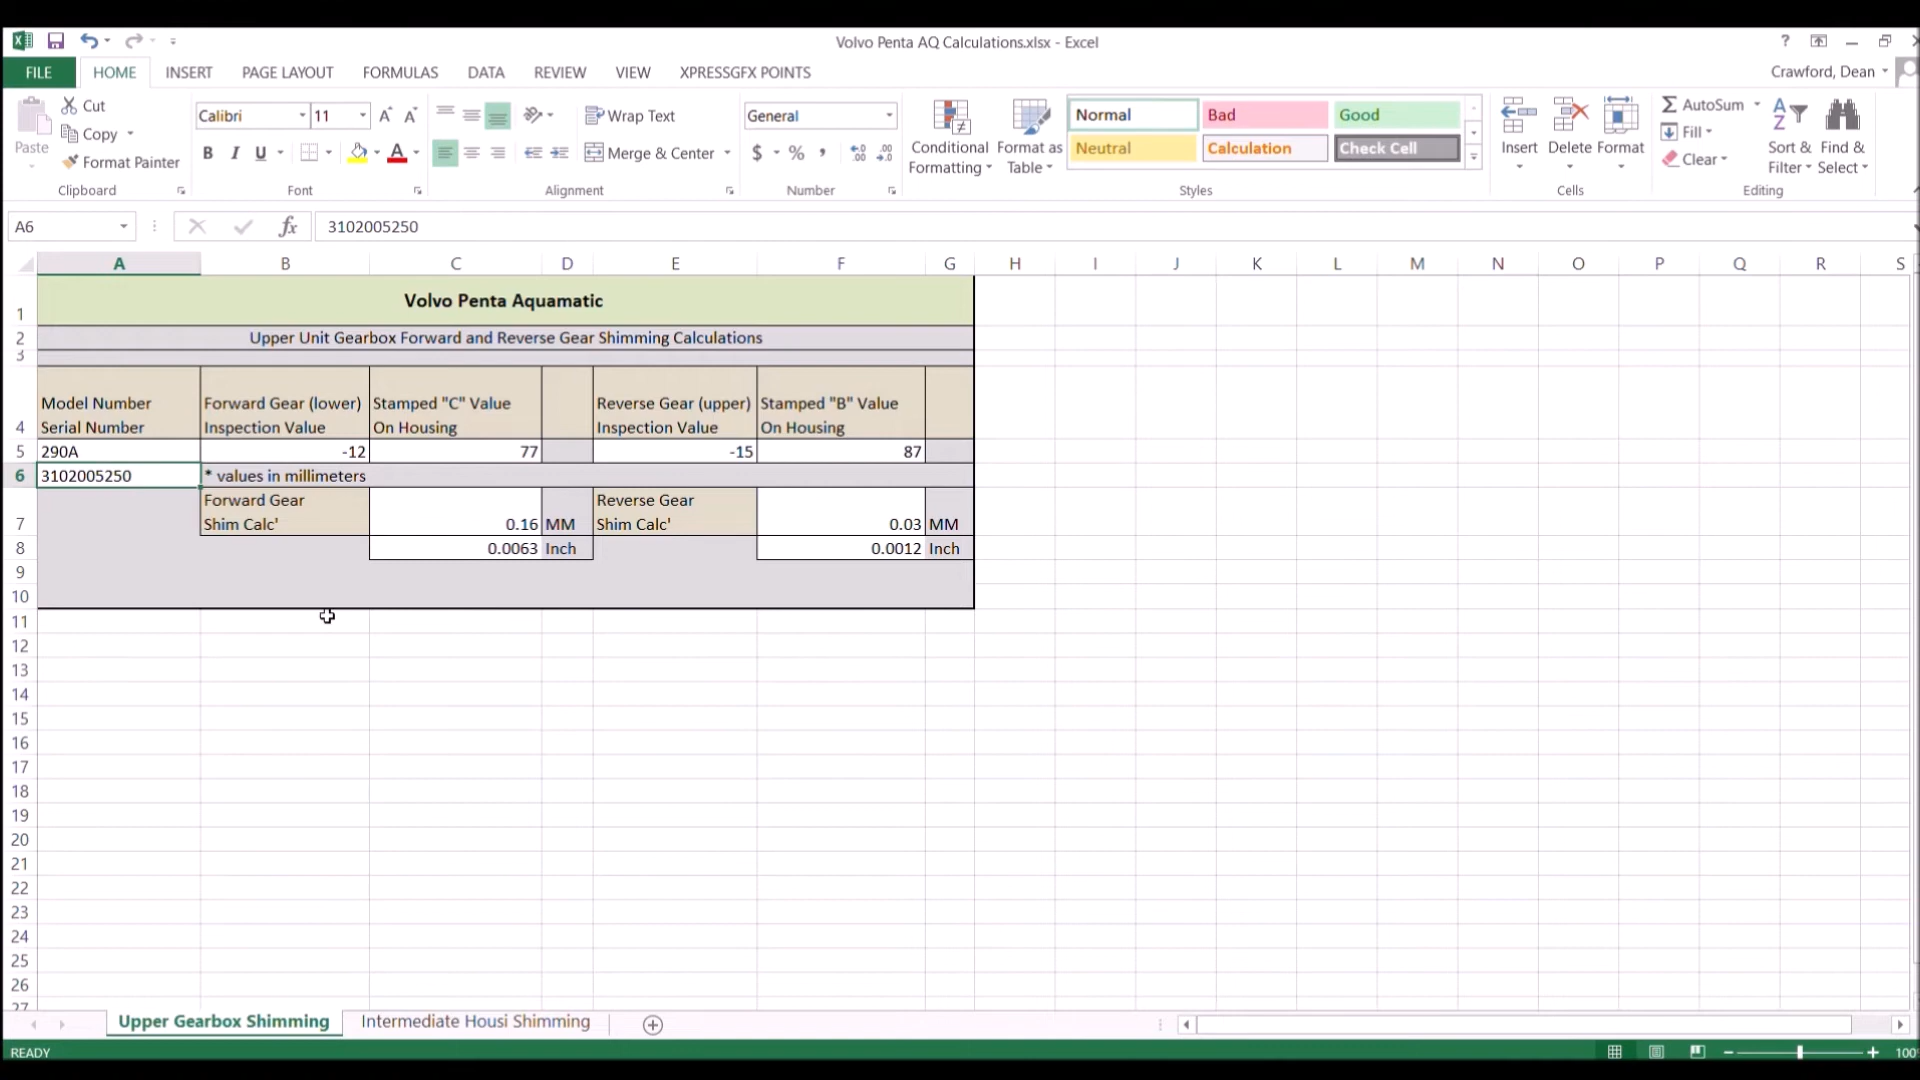 Volvo Penta AQ Calculations.xlsx - Excel
?
FILE HOME INSERT PAGE LAYOUT FORMULAS DATA REVIEW VIEW XPRESSGFX POINTS
Crawford, Dean
Paste
Cut
Copy
Format Painter
Clipboard
Calibri 11
B I U
Font
Wrap Text
Merge & Center
Alignment
General
$ % ,
Number
Conditional Formatting
Format as Table
Normal Bad Good
Neutral Calculation Check Cell
Styles
Insert Delete Format
Cells
AutoSum
Fill
Clear
Sort & Filter
Find & Select
Editing
A6 fx 3102005250
A B C D E F G H I J K L M N O P Q R S
1 Volvo Penta Aquamatic
2 Upper Unit Gearbox Forward and Reverse Gear Shimming Calculations
3
Model Number Forward Gear (lower) Stamped "C" Value Reverse Gear (upper) Stamped "B" Value
4 Serial Number Inspection Value On Housing Inspection Value On Housing
5 290A -12 77 -15 87
6 3102005250 * values in millimeters
Forward Gear Reverse Gear
7 Shim Calc' 0.16 MM Shim Calc' 0.03 MM
8 0.0063 Inch 0.0012 Inch
9
10
11
12
13
14
15
16
17
18
19
20
21
22
23
24
25
26
27
Upper Gearbox Shimming Intermediate Housi Shimming
READY
100